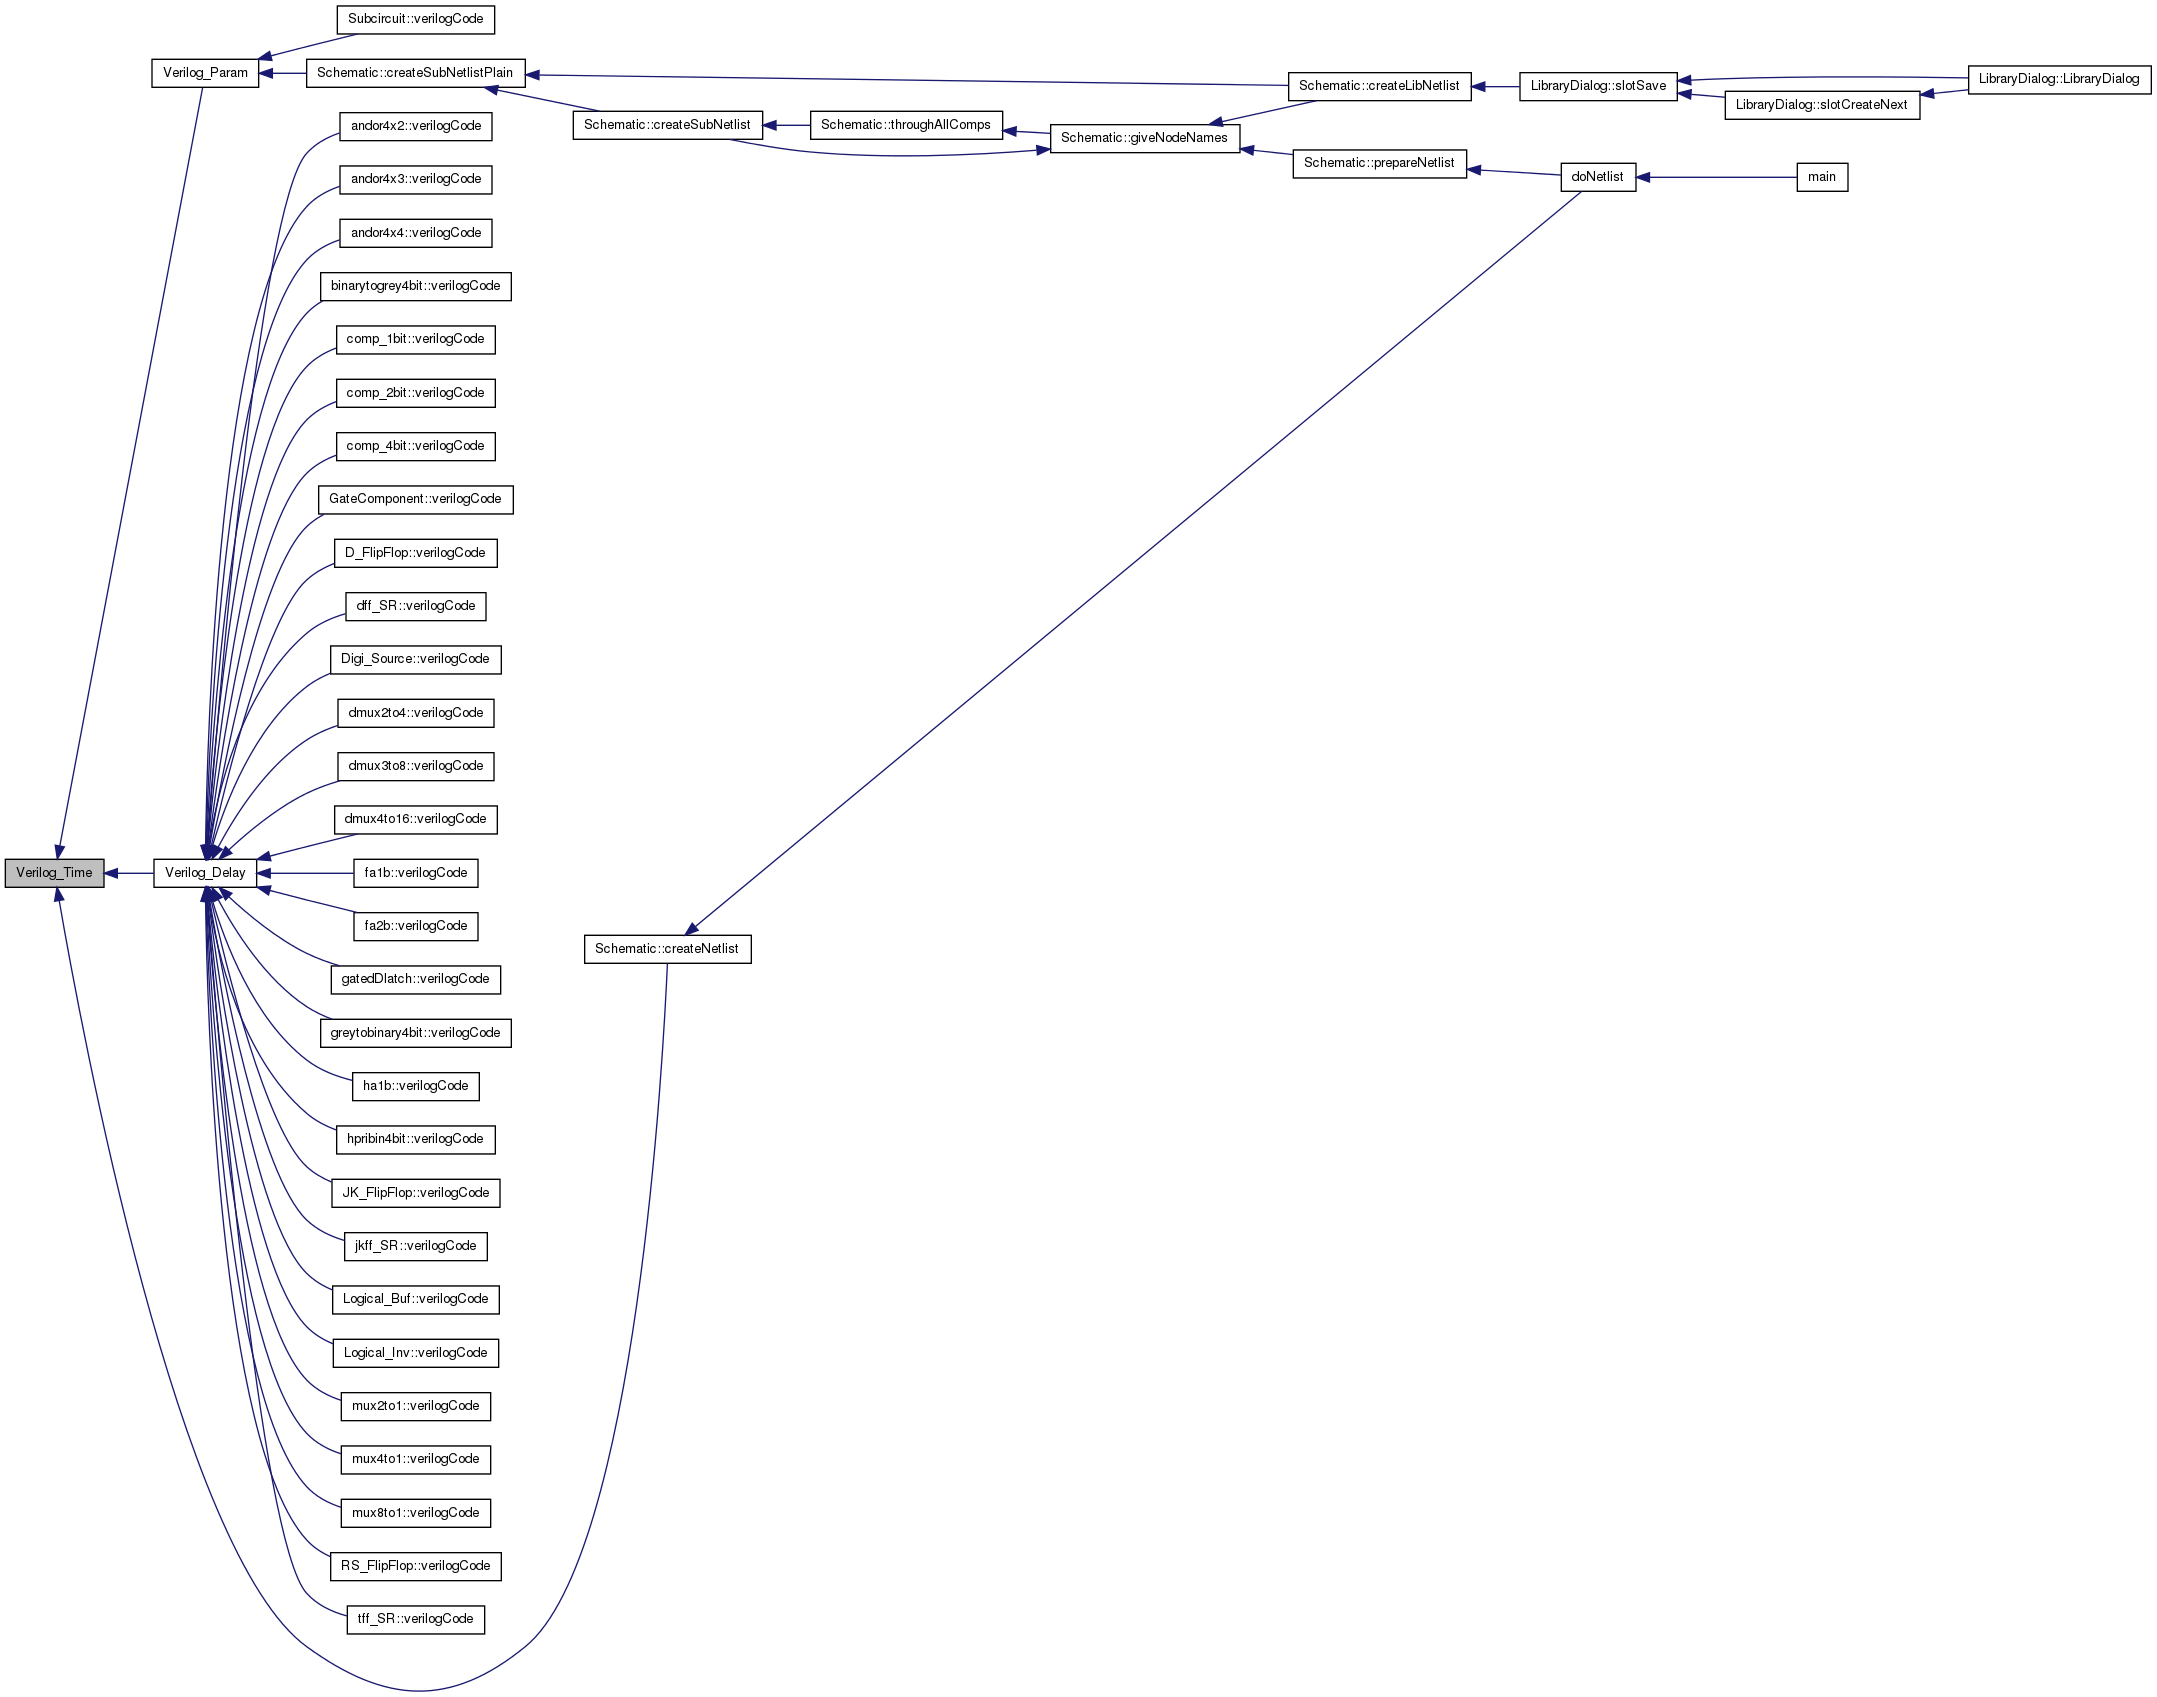 Subcircuit::verilogCode
Verilog_Param
Schematic::createSubNetlistPlain
Schematic::createLibNetlist
LibraryDialog::slotSave
LibraryDialog::LibraryDialog
LibraryDialog::slotCreateNext
andor4x2::verilogCode
Schematic::createSubNetlist
Schematic::throughAllComps
Schematic::giveNodeNames
Schematic::prepareNetlist
doNetlist
main
andor4x3::verilogCode
andor4x4::verilogCode
binarytogrey4bit::verilogCode
comp_1bit::verilogCode
comp_2bit::verilogCode
comp_4bit::verilogCode
GateComponent::verilogCode
D_FlipFlop::verilogCode
dff_SR::verilogCode
Digi_Source::verilogCode
dmux2to4::verilogCode
dmux3to8::verilogCode
dmux4to16::verilogCode
Verilog_Time
Verilog_Delay
fa1b::verilogCode
fa2b::verilogCode
Schematic::createNetlist
gatedDlatch::verilogCode
greytobinary4bit::verilogCode
ha1b::verilogCode
hpribin4bit::verilogCode
JK_FlipFlop::verilogCode
jkff_SR::verilogCode
Logical_Buf::verilogCode
Logical_Inv::verilogCode
mux2to1::verilogCode
mux4to1::verilogCode
mux8to1::verilogCode
RS_FlipFlop::verilogCode
tff_SR::verilogCode